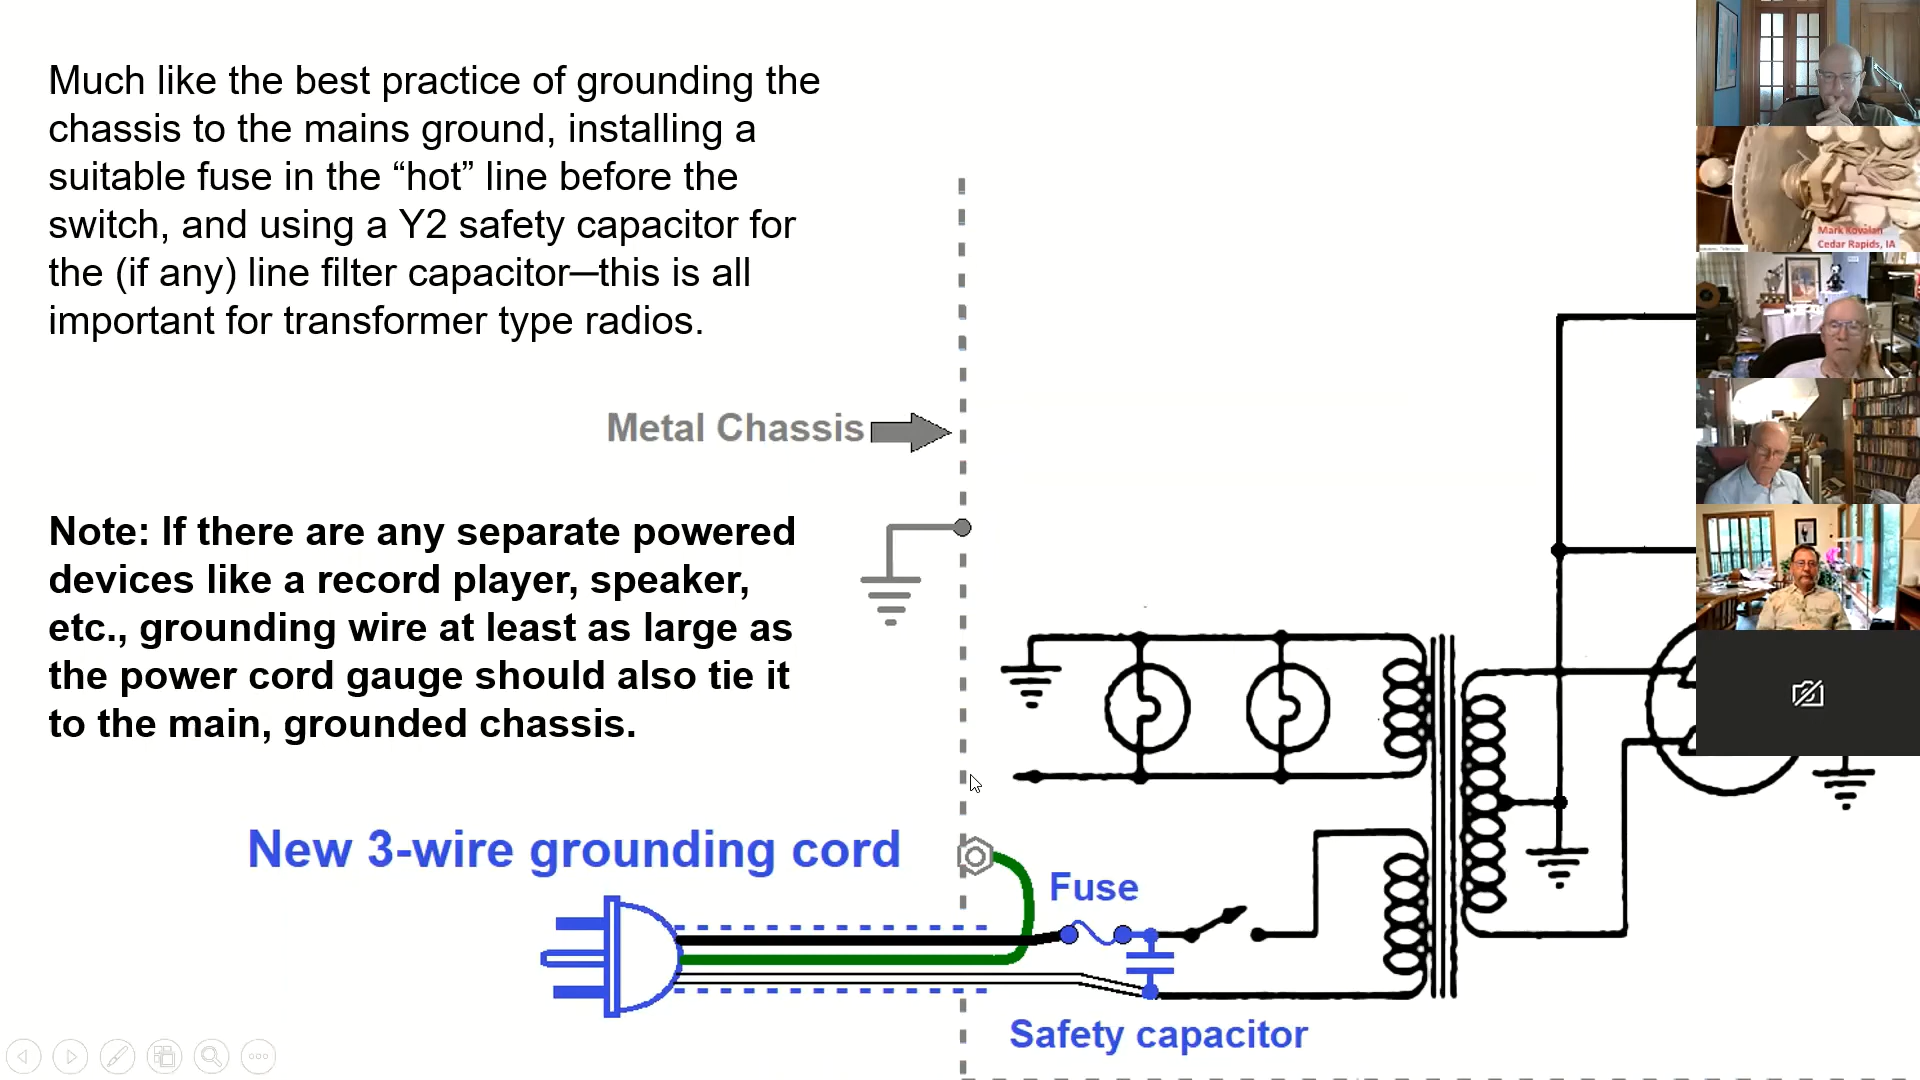 Much like the best practice of grounding the
chassis to the mains ground, installing a
suitable fuse in the “hot” line before the
switch, and using a Y2 safety capacitor for
the (if any) line filter capacitor—this is all
important for transformer type radios.
Metal Chassis
Note: If there are any separate powered
devices like a record player, speaker,
etc., grounding wire at least as large as
the power cord gauge should also tie it
to the main, grounded chassis.
New 3-wire grounding cord
Fuse
Safety capacitor
Mark Kovalan
Cedar Rapids, IA